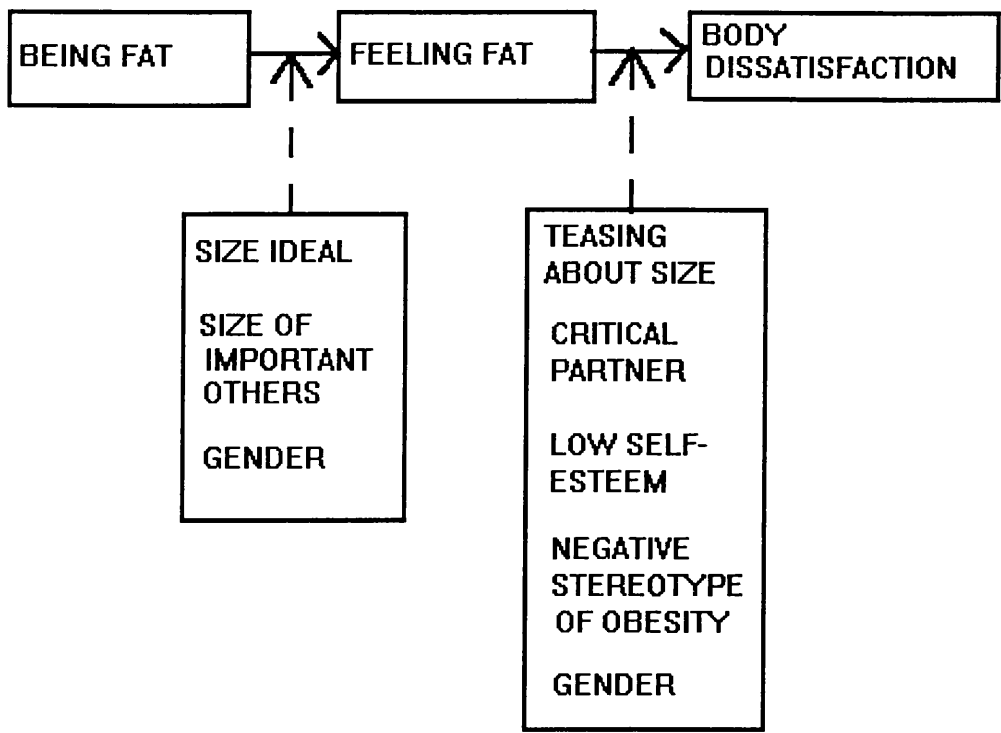 BEING FAT
FEELING FAT
BODY
DISSATISFACTION
SIZE IDEAL
SIZE OF
IMPORTANT
OTHERS
GENDER
TEASING
ABOUT SIZE
CRITICAL
PARTNER
LOW SELF-
ESTEEM
NEGATIVE
STEREOTYPE
OF OBESITY
GENDER